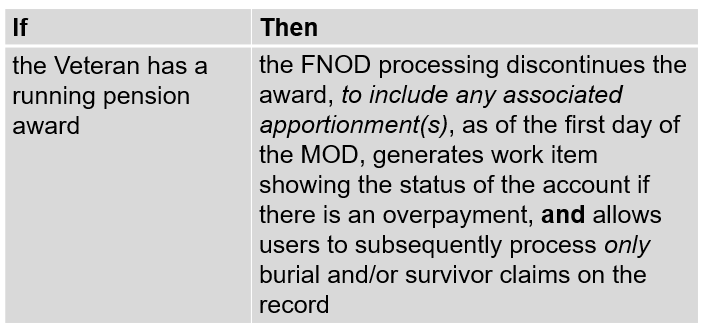 If
Then
the Veteran has a
running pension
award
the FNOD processing discontinues the
award, to include any associated
apportionment(s), as of the first day of
the MOD, generates work item
showing the status of the account if
there is an overpayment, and allows
users to subsequently process only
burial and/or survivor claims on the
record